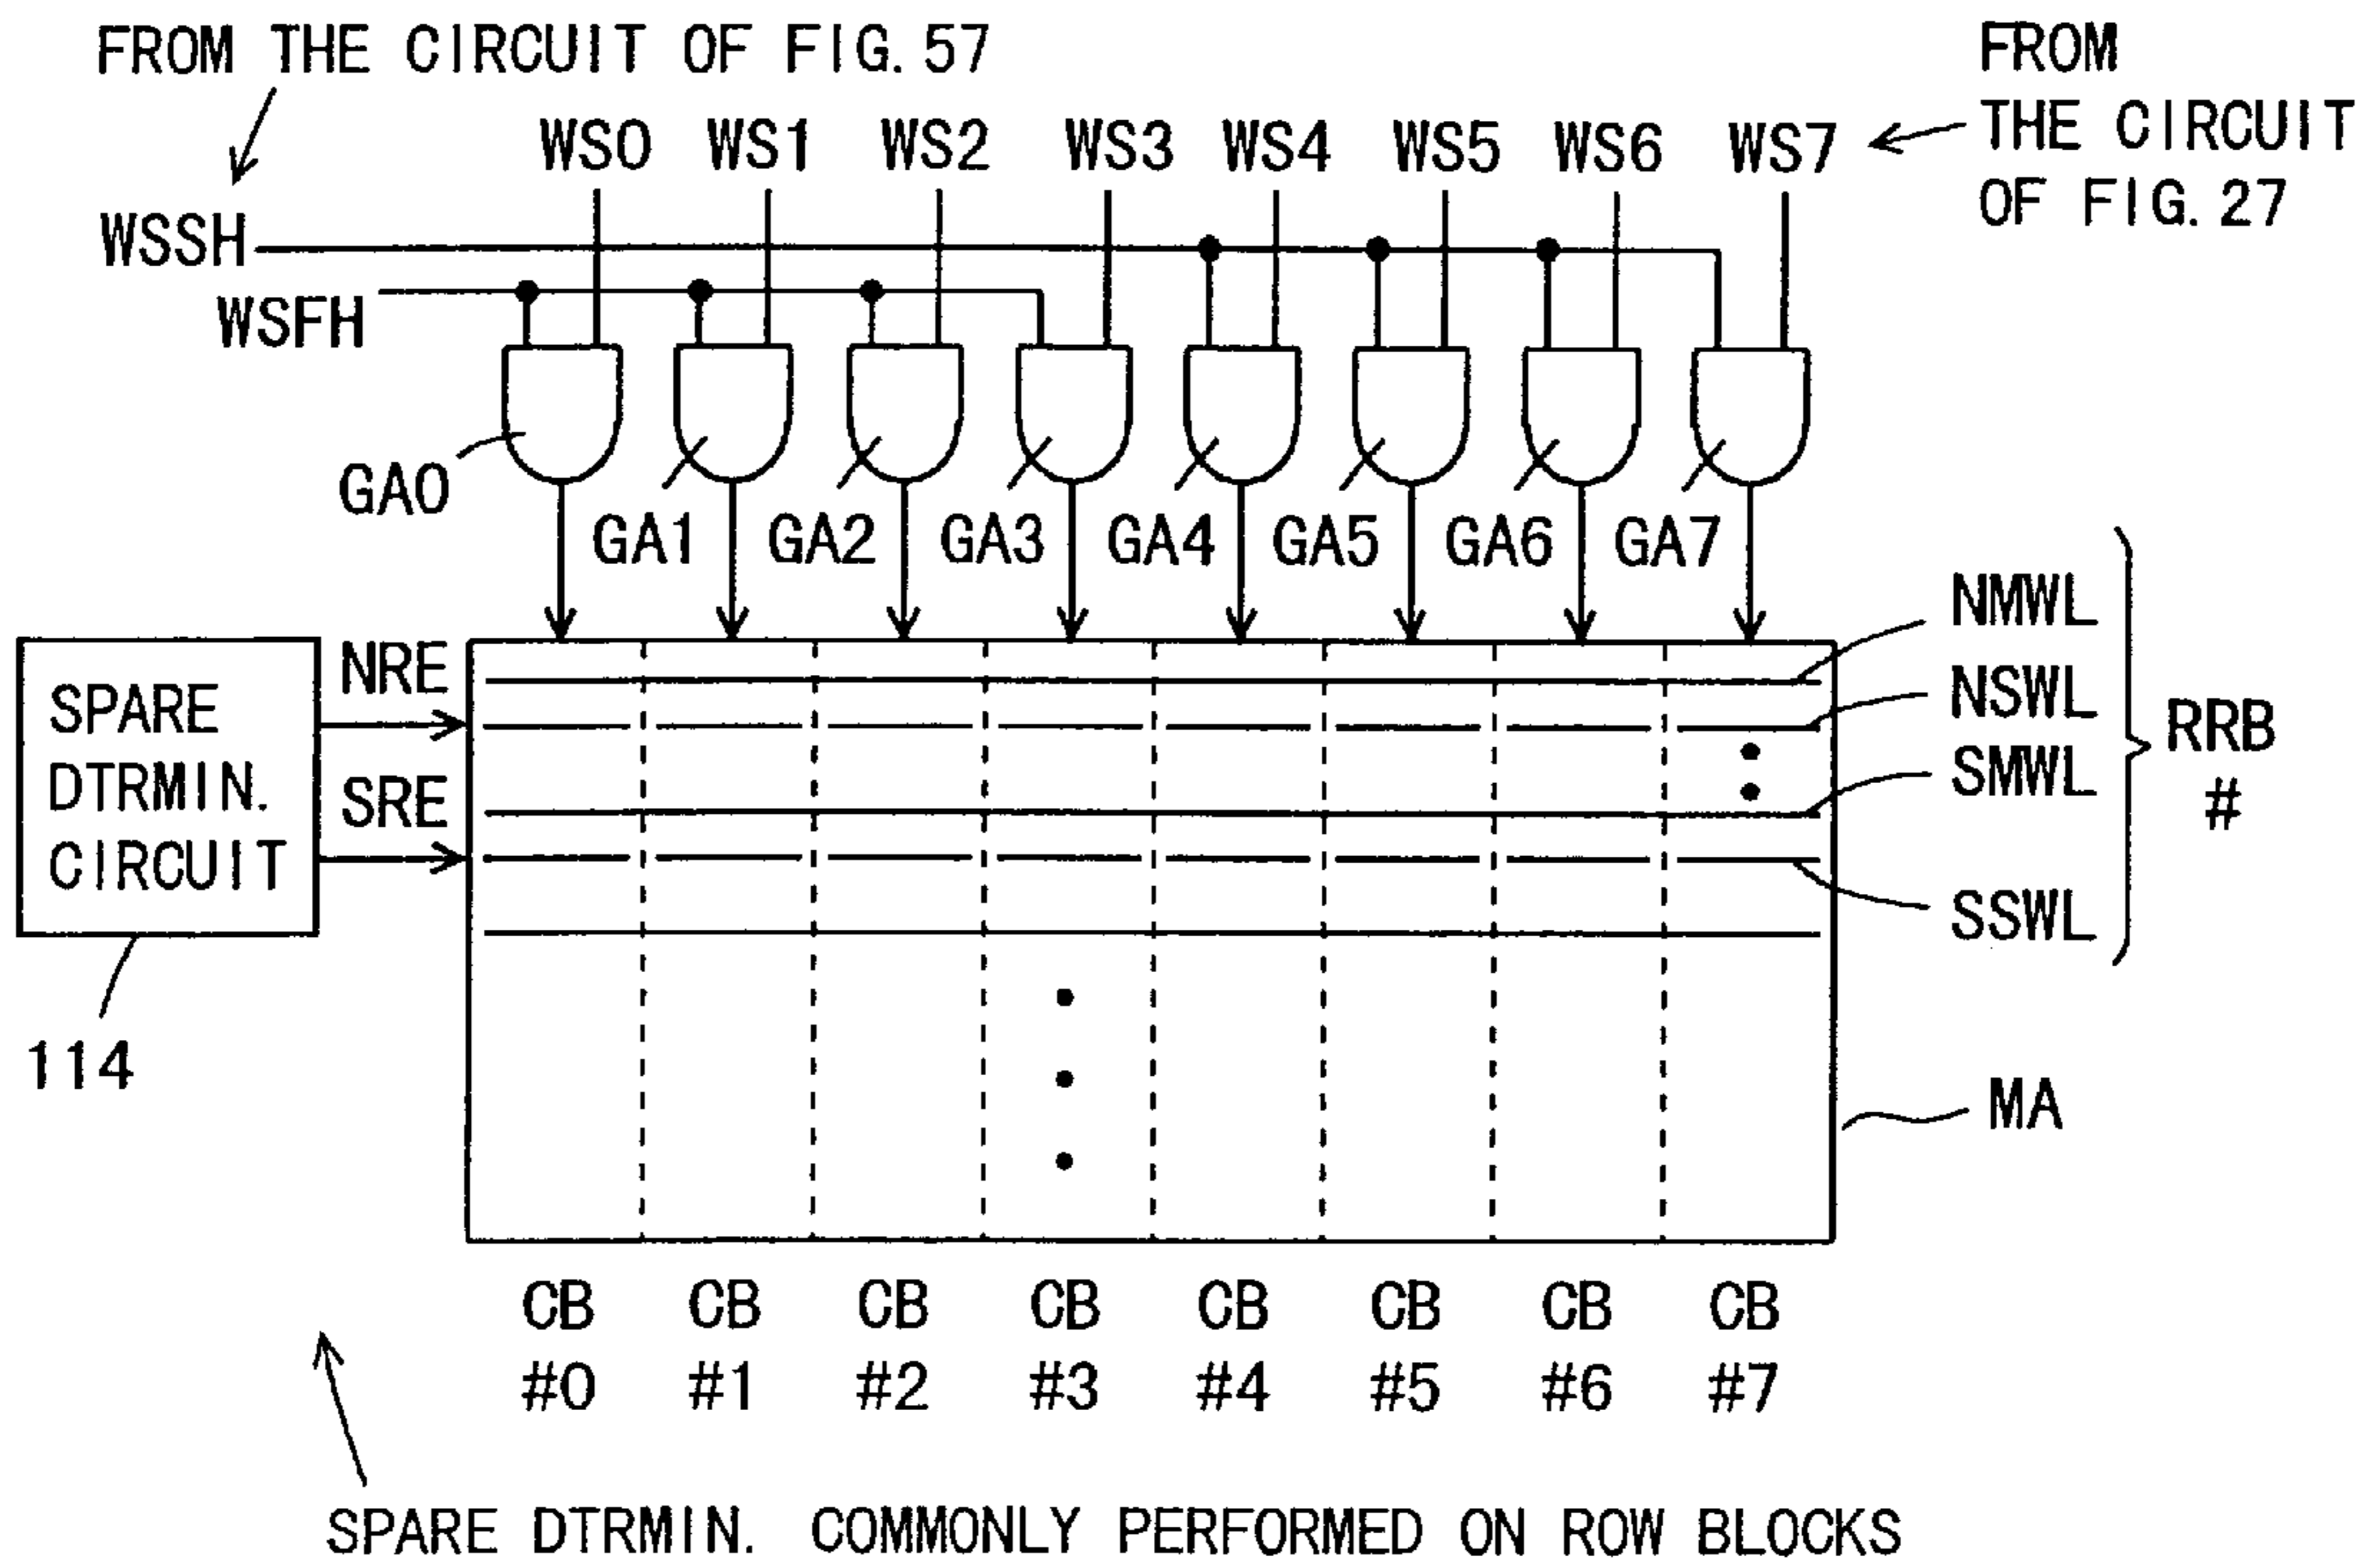 FROM THE CIRCUIT OF FIG. 57
FROM
THE CIRCUIT
OF FIG. 27
WS0 WS1 WS2 WS3 WS4 WS5 WS6 WS7
WSSH
WSFH
GA0
GA1 GA2 GA3 GA4 GA5 GA6 GA7
NMWL
NSWL
SMWL
SSWL
RRB
#
NRE
SRE
SPARE
DTRMIN.
CIRCUIT
114
MA
CB CB CB CB CB CB CB CB
#0 #1 #2 #3 #4 #5 #6 #7
SPARE DTRMIN. COMMONLY PERFORMED ON ROW BLOCKS